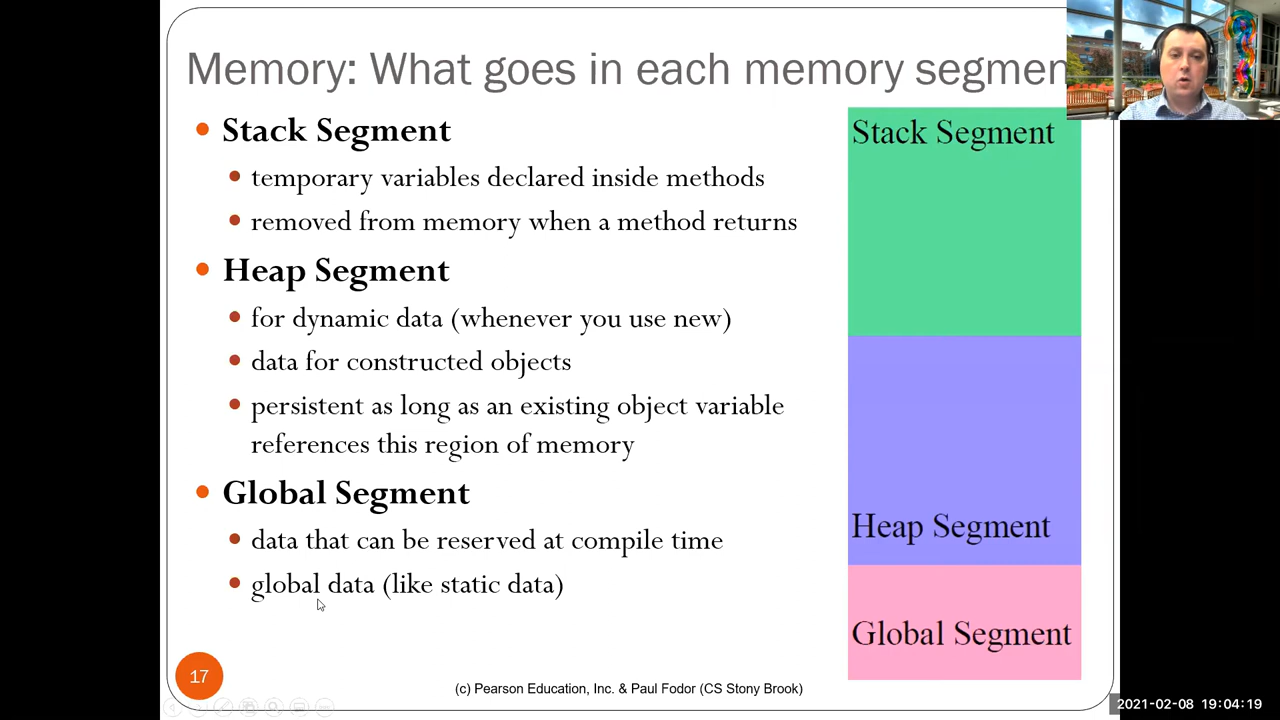 Memory: What goes in each memory segmen
Stack Segment
temporary variables declared inside methods
removed from memory when a method returns
Heap Segment
for dynamic data (whenever you use new)
data for constructed objects
persistent as long as an existing object variable
references this region of memory
Global Segment
data that can be reserved at compile time
global data (like static data)
Stack Segment
Heap Segment
Global Segment
17
(c) Pearson Education, Inc. & Paul Fodor (CS Stony Brook)
2021-02-08 19:04:19